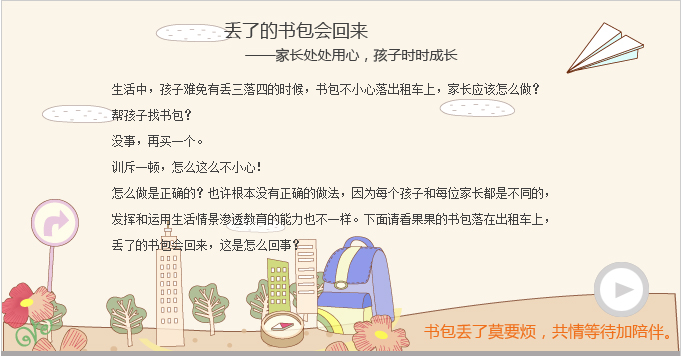 丢了的书包会回来
——家长处处用心，孩子时时成长
生活中，孩子难免有丢三落四的时候，书包不小心落出租车上，家长应该怎么做？
帮孩子找书包？
没事，再买一个。
训斥一顿，怎么这么不小心！
怎么做是正确的？也许根本没有正确的做法，因为每个孩子和每位家长都是不同的，
发挥和运用生活情景渗透教育的能力也不一样。下面请看果果的书包落在出租车上，
丢了的书包会回来，这是怎么回事？
书包丢了莫要烦，共情等待加陪伴。